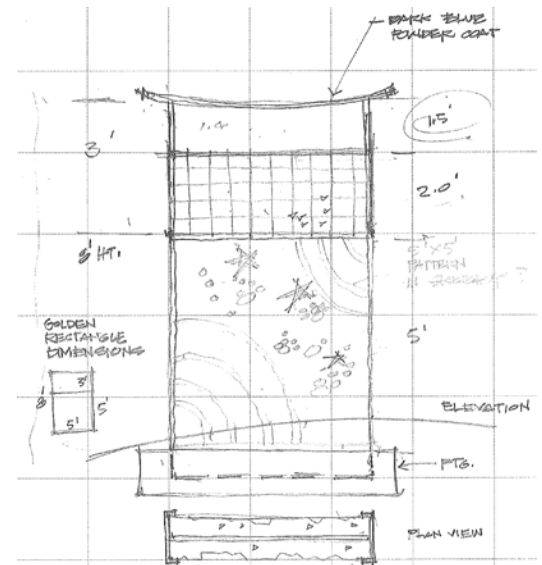 DARK BLUE
POWDER COAT
1.5'
3'
2.0'
8' HT.
5' X 5'
PATTERN
5'
GOLDEN
RECTANGLE
DIMENSIONS
3'
8'
5'
5'
ELEVATION
FTG.
PLAN VIEW